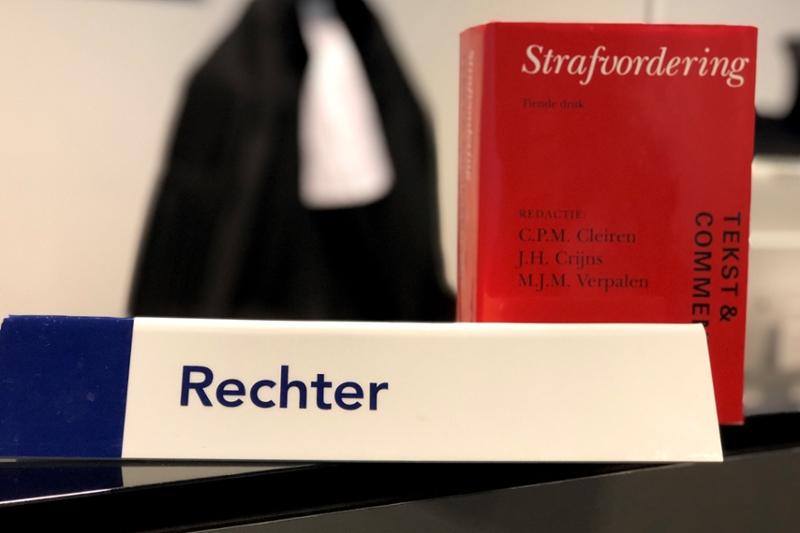 Strafvordering
Tiende druk
REDACTIE:
C.P.M. Cleiren
J.H. Crijns
M.J.M. Verpalen
TEKST &
COMME
Rechter